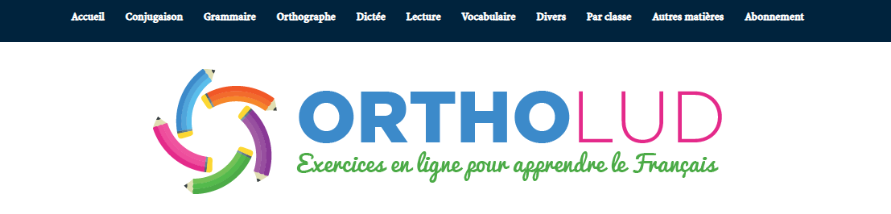 Accueil Conjugaison Grammaire Orthographe Dictée Lecture Vocabulaire Divers Par classe Autres matières Abonnement
ORTHOLUD
Exercices en ligne pour apprendre le Français